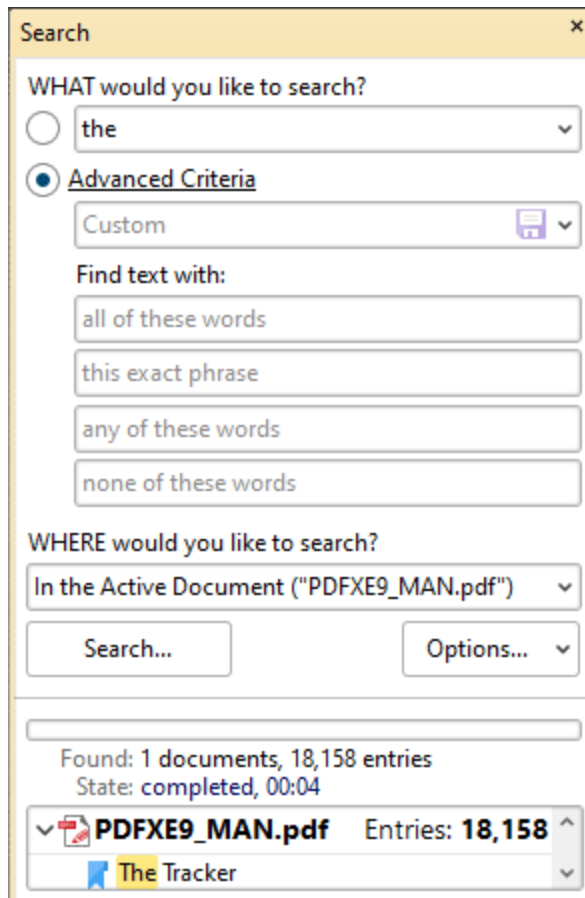 Search
WHAT would you like to search?
the
Advanced Criteria
Custom
Find text with:
all of these words
this exact phrase
any of these words
none of these words
WHERE would you like to search?
In the Active Document ("PDFXE9_MAN.pdf")
Search... Options...
Found: 1 documents, 18,158 entries
State: completed, 00:04
PDFXE9_MAN.pdf Entries: 18,158
The Tracker